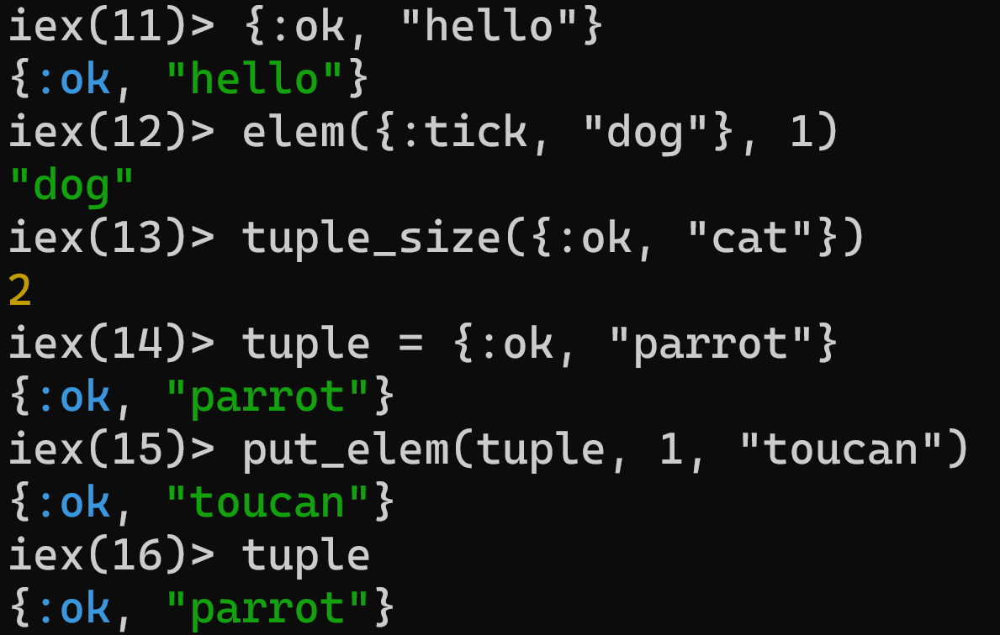 iex(11)> {:ok, "hello"}
{:ok, "hello"}
iex(12)> elem({:tick, "dog"}, 1)
"dog"
iex(13)> tuple_size({:ok, "cat"})
2
iex(14)> tuple = {:ok, "parrot"}
{:ok, "parrot"}
iex(15)> put_elem(tuple, 1, "toucan")
{:ok, "toucan"}
iex(16)> tuple
{:ok, "parrot"}